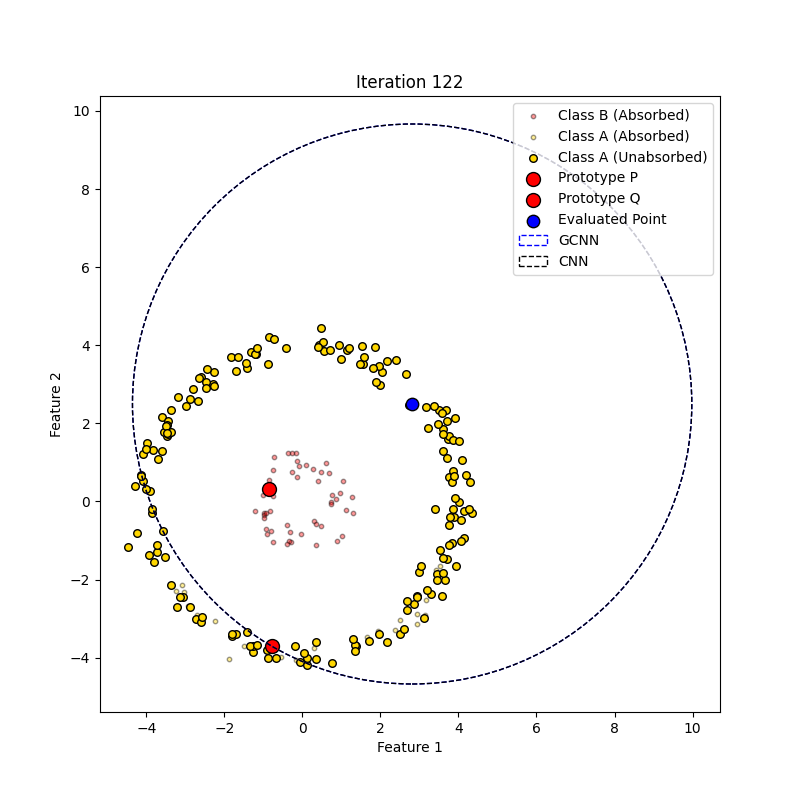 Iteration 122
Class B (Absorbed)
Class A (Absorbed)
Class A (Unabsorbed)
Prototype P
Prototype Q
Evaluated Point
GCNN
CNN
10
8
6
4
2
0
−2
−4
Feature 2
−4 −2 0 2 4 6 8 10
Feature 1